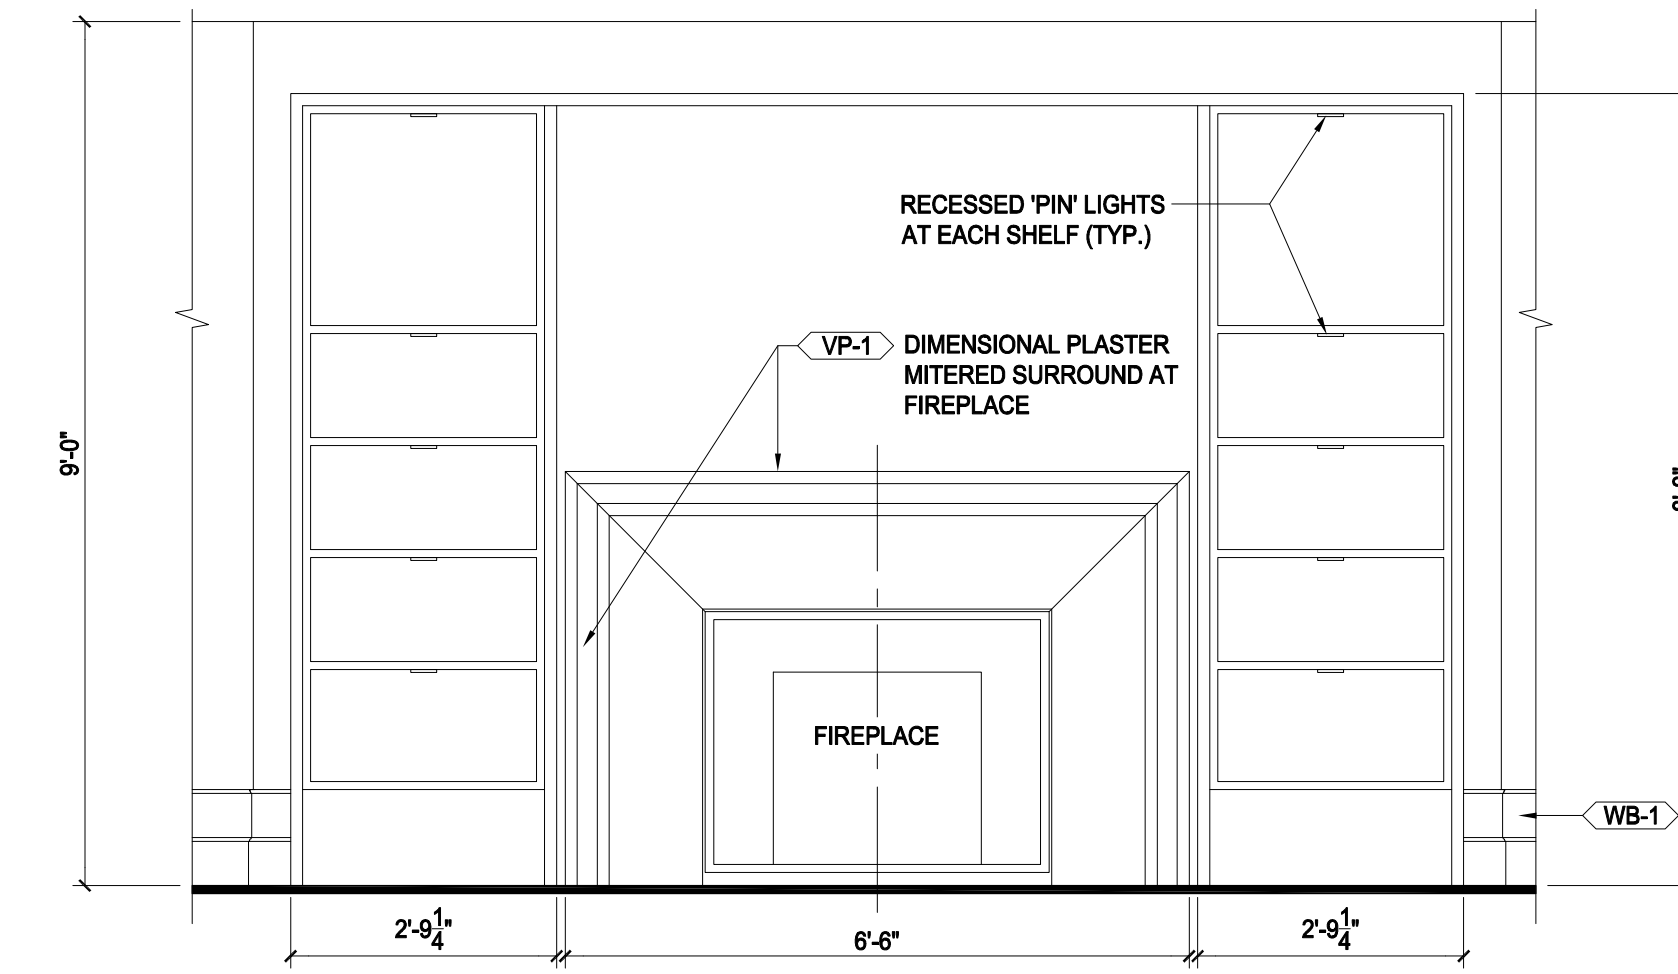 RECESSED 'PIN' LIGHTS
AT EACH SHELF (TYP.)
VP-1
DIMENSIONAL PLASTER
MITERED SURROUND AT
FIREPLACE
9'-0"
FIREPLACE
WB-1
2'-9 1/4"
6'-6"
2'-9 1/4"